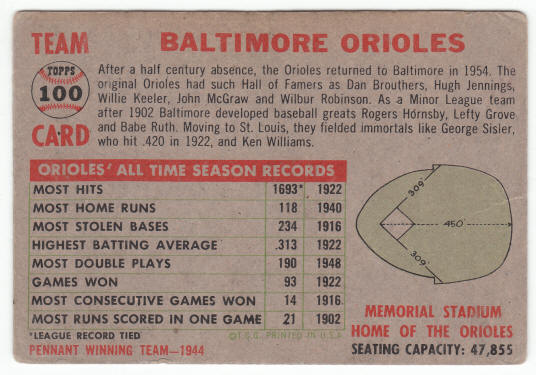 TEAM
TOPPS
100
CARD
BALTIMORE ORIOLES
After a half century absence, the Orioles returned to Baltimore in 1954. The
original Orioles had such Hall of Famers as Dan Brouthers, Hugh Jennings,
Willie Keeler, John McGraw and Wilbur Robinson. As a Minor League team
after 1902 Baltimore developed baseball greats Rogers Hornsby, Lefty Grove
and Babe Ruth. Moving to St. Louis, they fielded immortals like George Sisler,
who hit .420 in 1922, and Ken Williams.
ORIOLES' ALL TIME SEASON RECORDS
MOST HITS 1693* 1922
MOST HOME RUNS 118 1940
MOST STOLEN BASES 234 1916
HIGHEST BATTING AVERAGE .313 1922
MOST DOUBLE PLAYS 190 1948
GAMES WON 93 1922
MOST CONSECUTIVE GAMES WON 14 1916
MOST RUNS SCORED IN ONE GAME 21 1902
*LEAGUE RECORD TIED
©T.C.G. PRINTED IN U.S.A.
PENNANT WINNING TEAM—1944
309'
450'
309'
MEMORIAL STADIUM
HOME OF THE ORIOLES
SEATING CAPACITY: 47,855